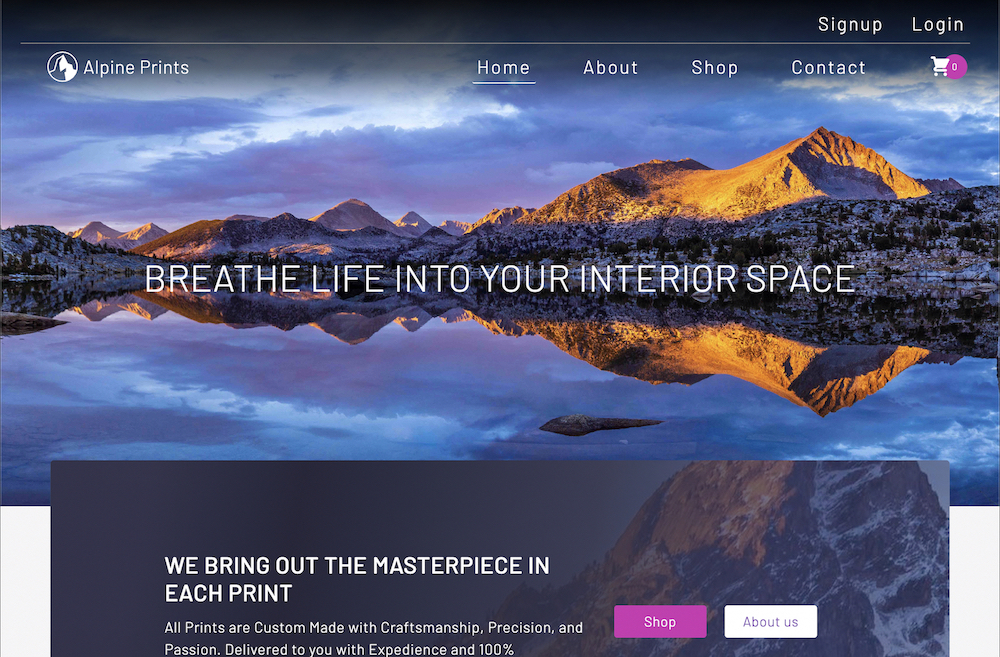 Signup Login
Alpine Prints Home About Shop Contact 0
BREATHE LIFE INTO YOUR INTERIOR SPACE
WE BRING OUT THE MASTERPIECE IN
EACH PRINT
All Prints are Custom Made with Craftsmanship, Precision, and
Passion. Delivered to you with Expedience and 100%
Shop About us